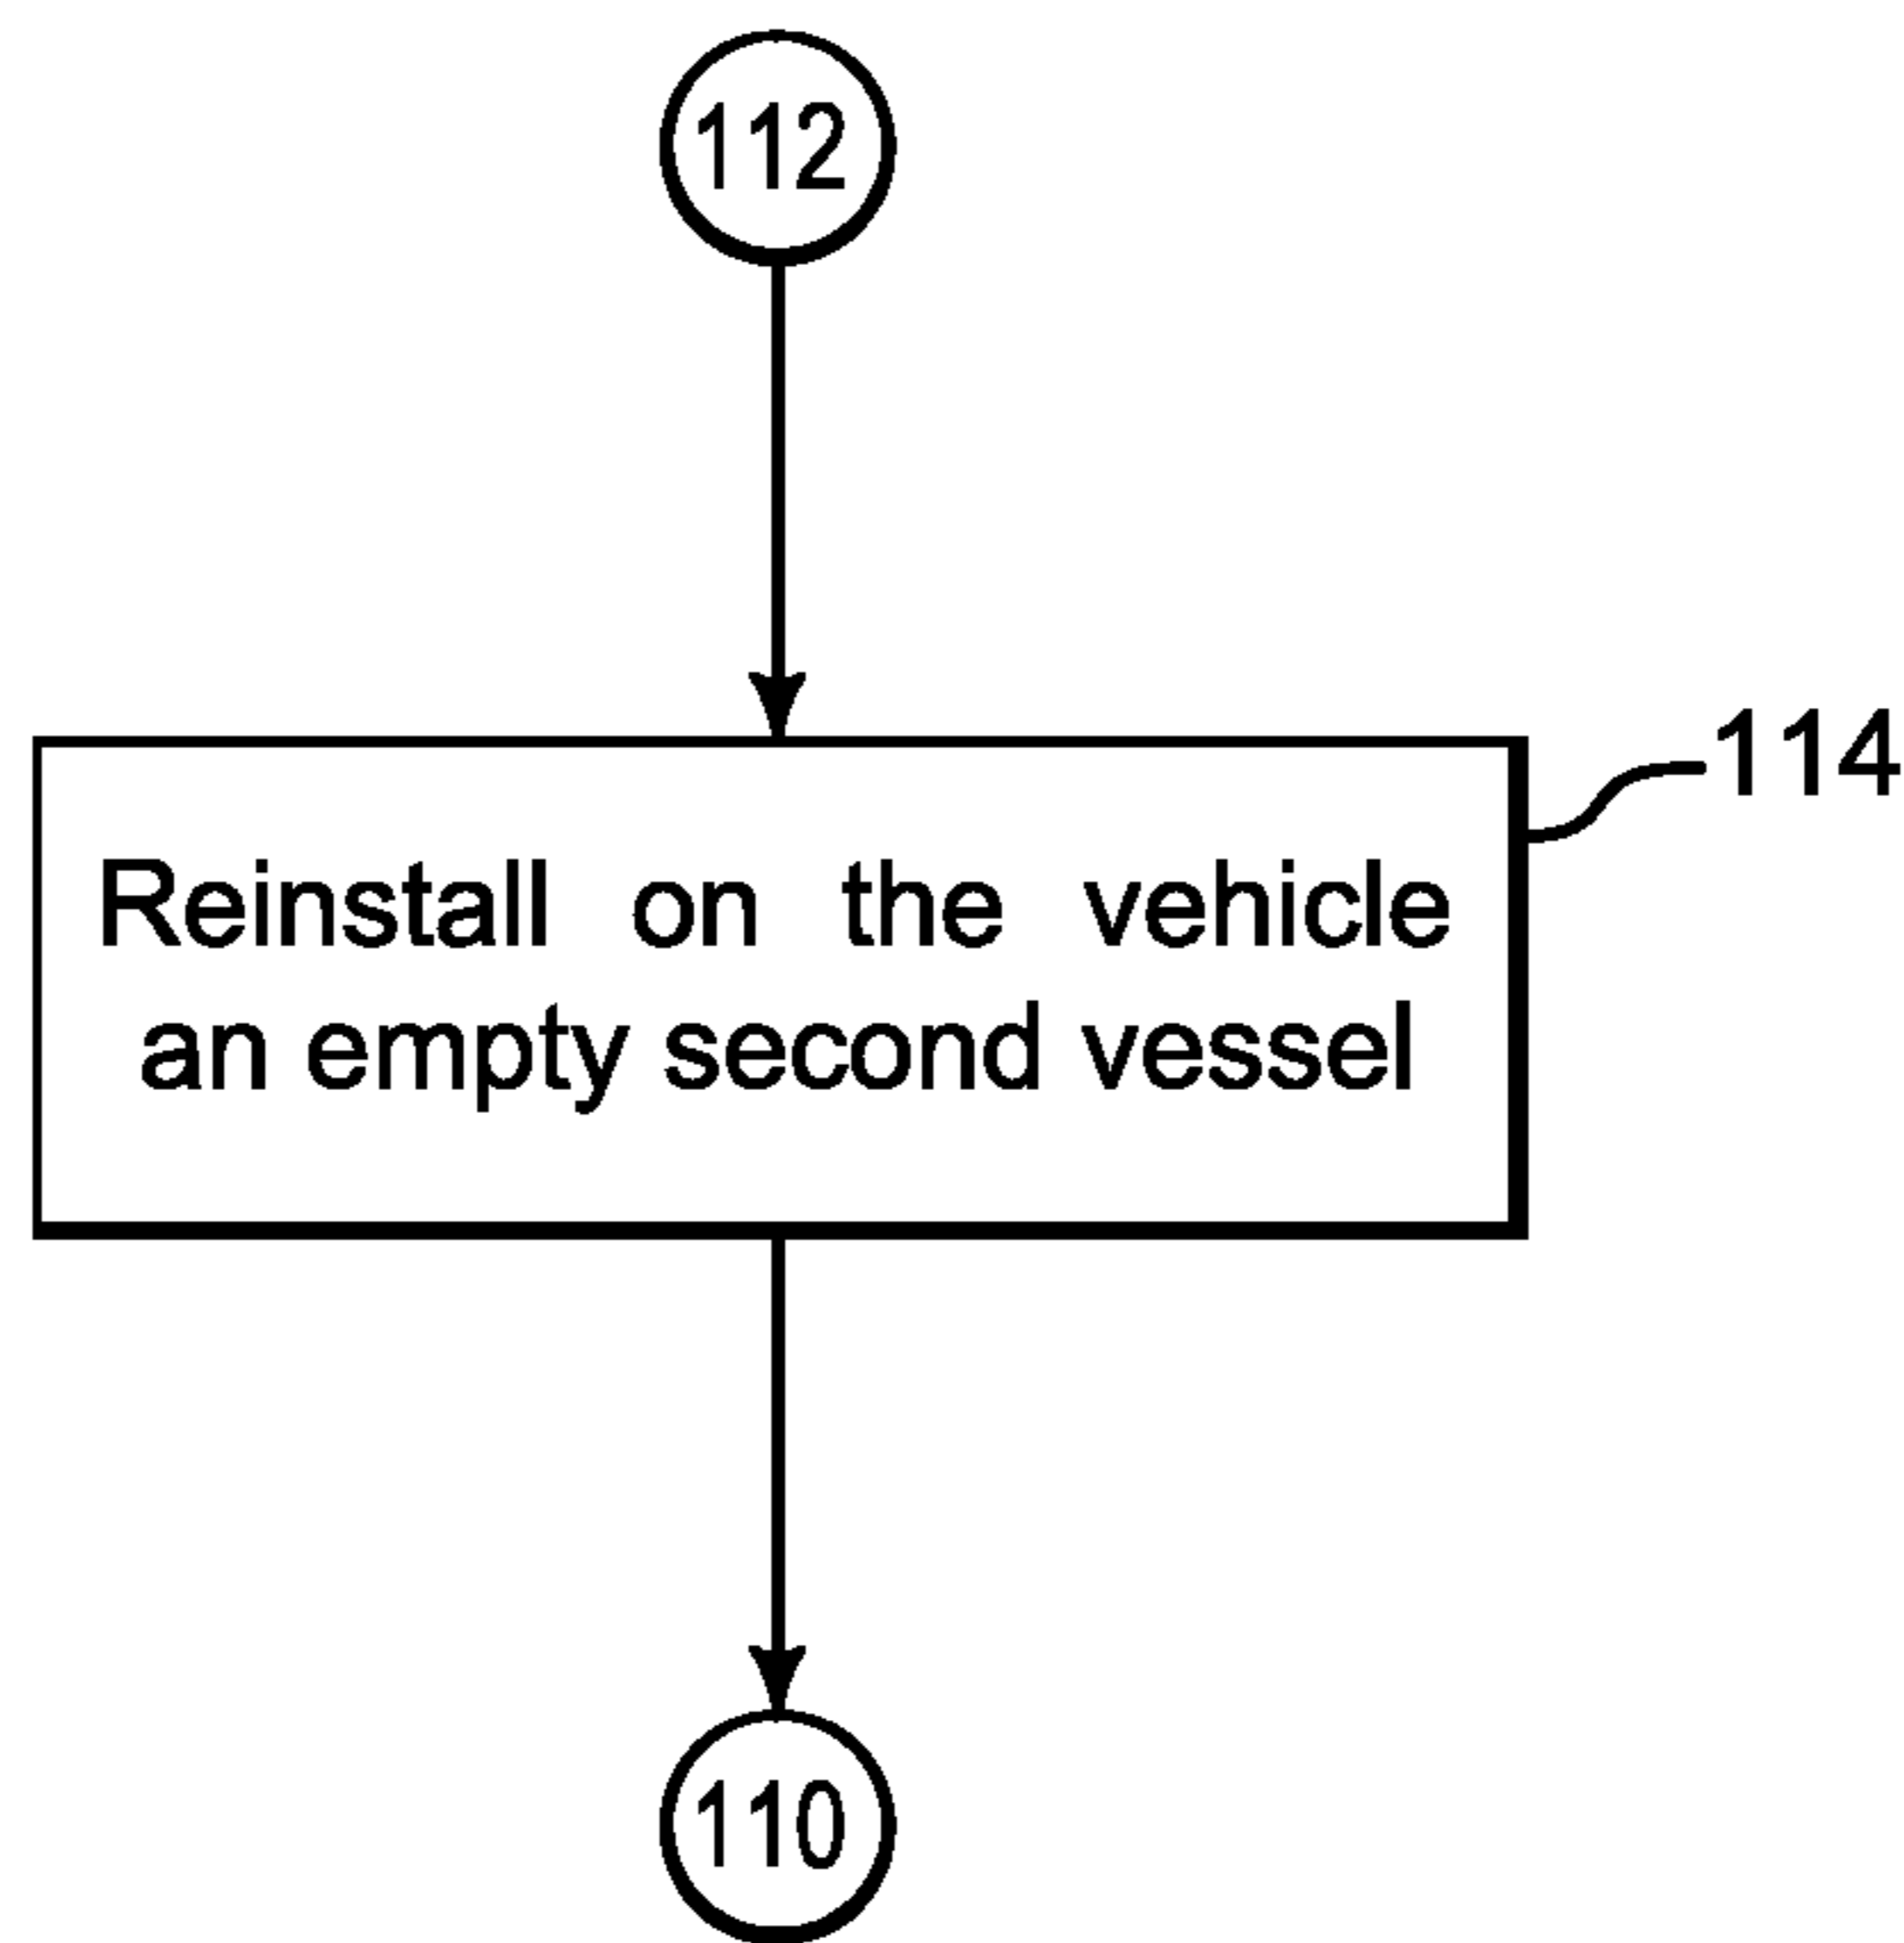 112
114
Reinstall on the vehicle
an empty second vessel
110